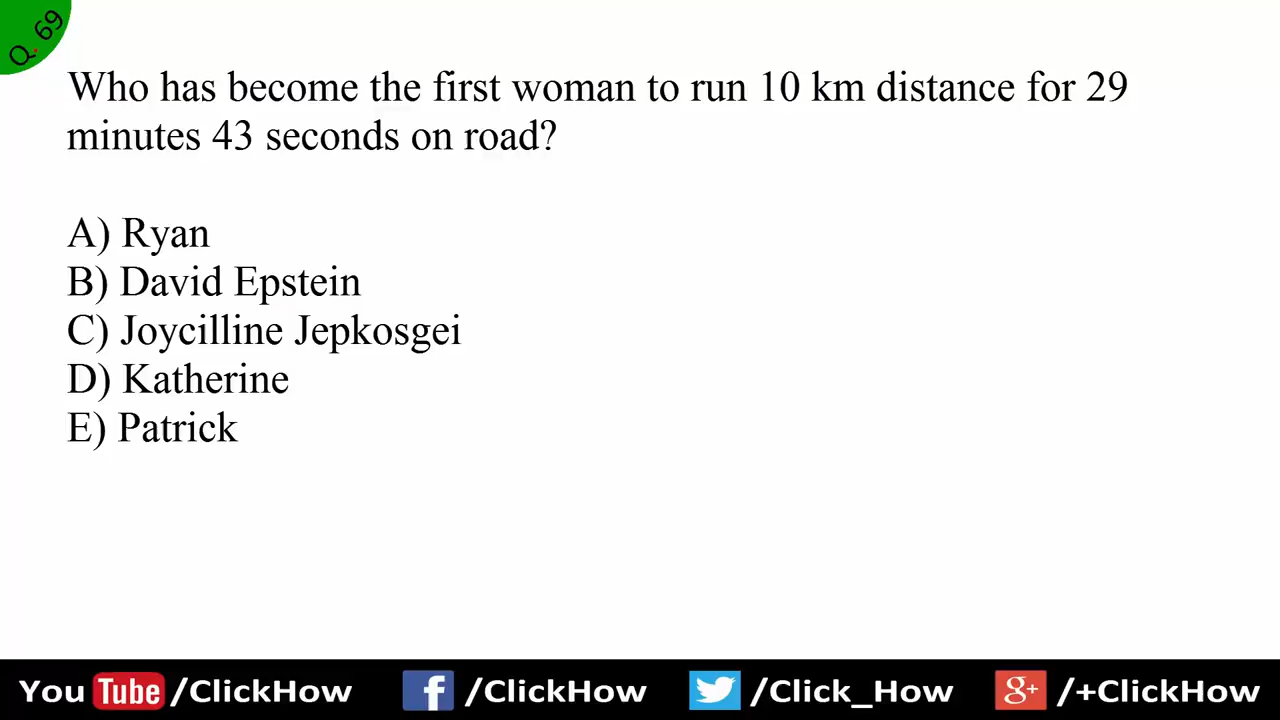 Q. 69
Who has become the first woman to run 10 km distance for 29
minutes 43 seconds on road?
A) Ryan
B) David Epstein
C) Joycilline Jepkosgei
D) Katherine
E) Patrick
You Tube /ClickHow f /ClickHow /Click_How g+ /+ClickHow